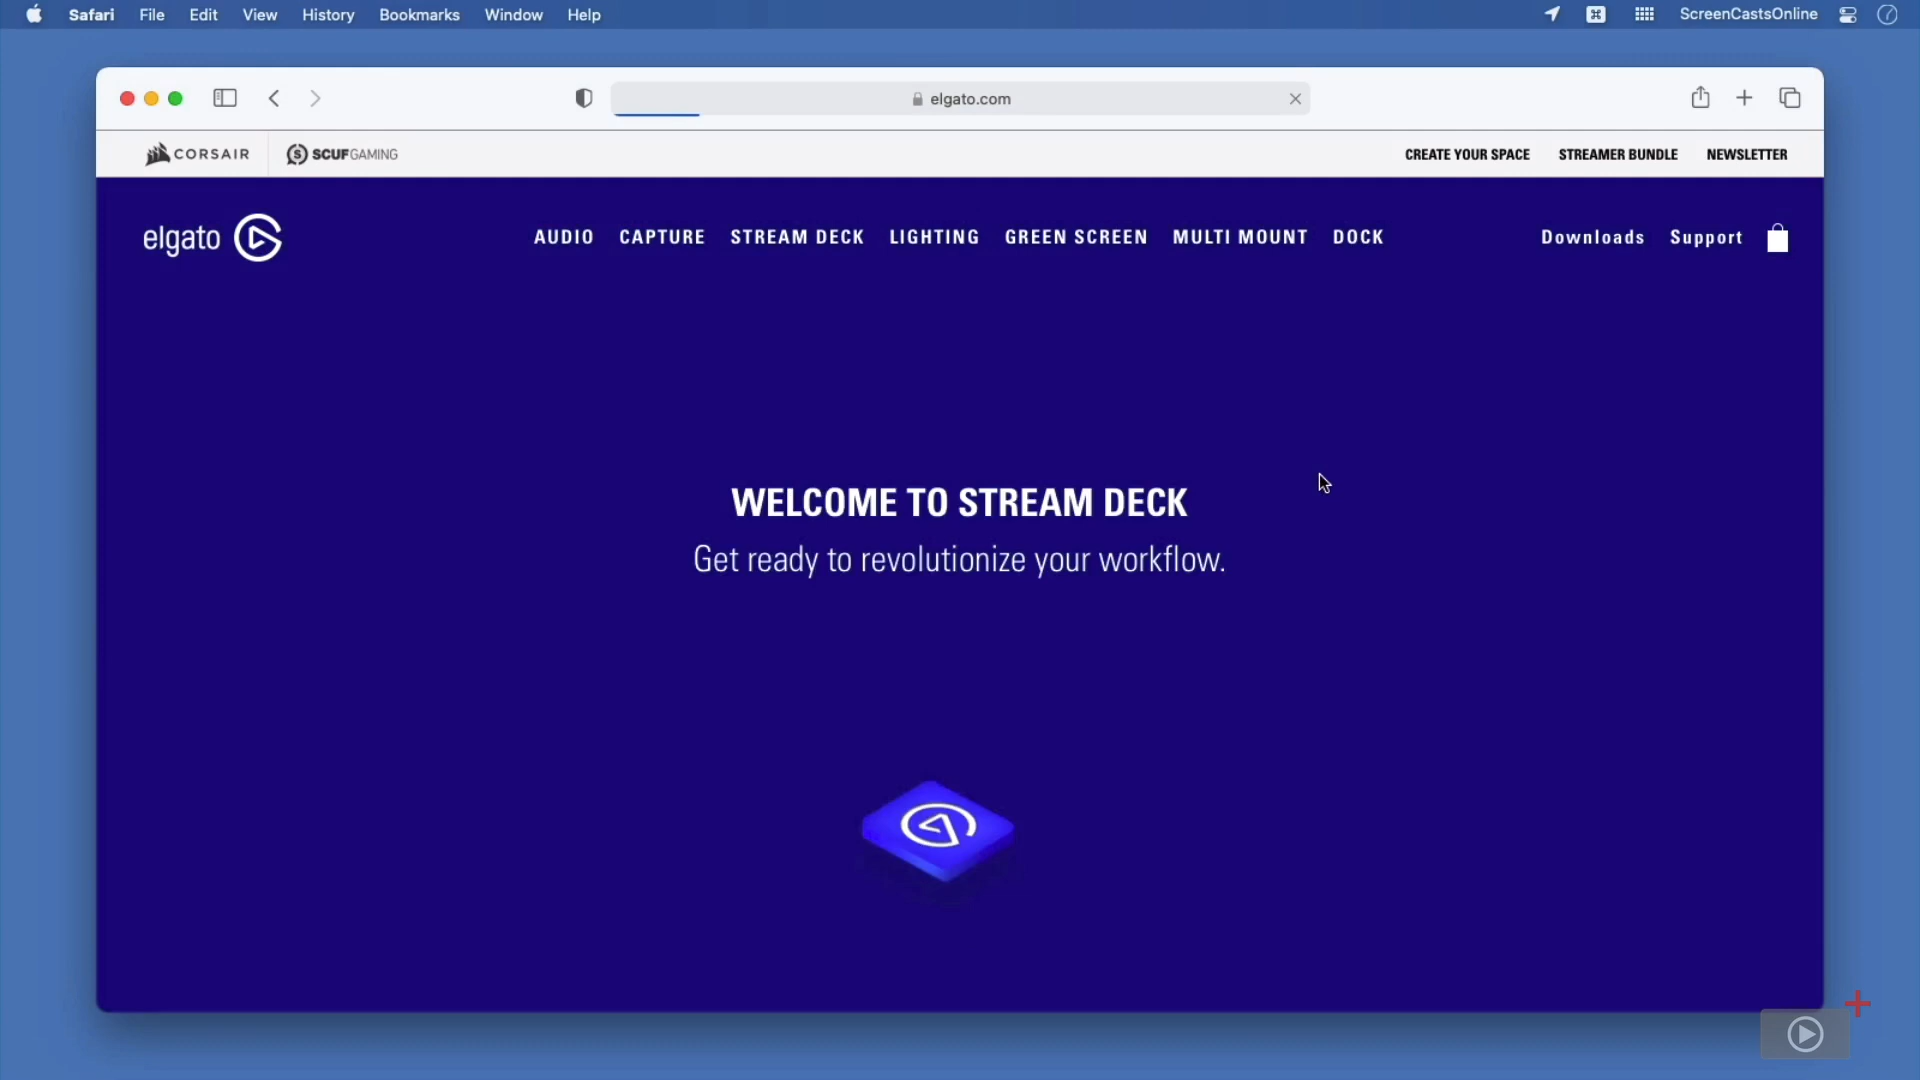 Safari File Edit View History Bookmarks Window Help ScreenCastsOnline
elgato.com
CORSAIR SCUFGAMING CREATE YOUR SPACE STREAMER BUNDLE NEWSLETTER
elgato AUDIO CAPTURE STREAM DECK LIGHTING GREEN SCREEN MULTI MOUNT DOCK Downloads Support
WELCOME TO STREAM DECK
Get ready to revolutionize your workflow.